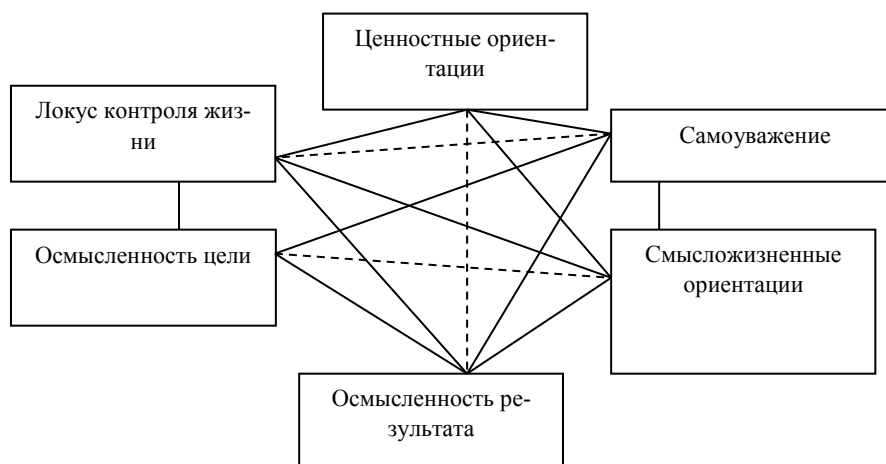 Ценностные ориен-
тации
Локус контроля жиз-
ни
Самоуважение
Осмысленность цели
Смысложизненные
ориентации
Осмысленность ре-
зультата